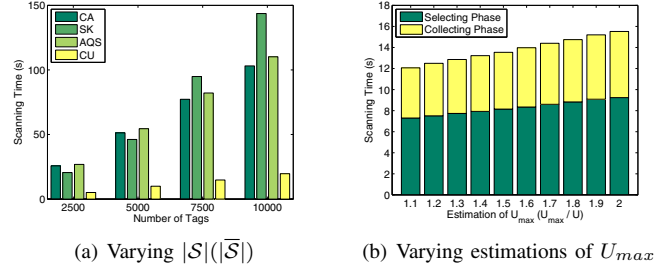 150
100
50
0
Scanning Time (s)
CA
SK
AQS
CU
2500 5000 7500 10000
Number of Tags
(a) Varying |S|(|S̅|)
18
16
14
12
10
8
6
4
2
0
Scanning Time (s)
Selecting Phase
Collecting Phase
1.1 1.2 1.3 1.4 1.5 1.6 1.7 1.8 1.9 2
Estimation of U_max (U_max / U)
(b) Varying estimations of U_max